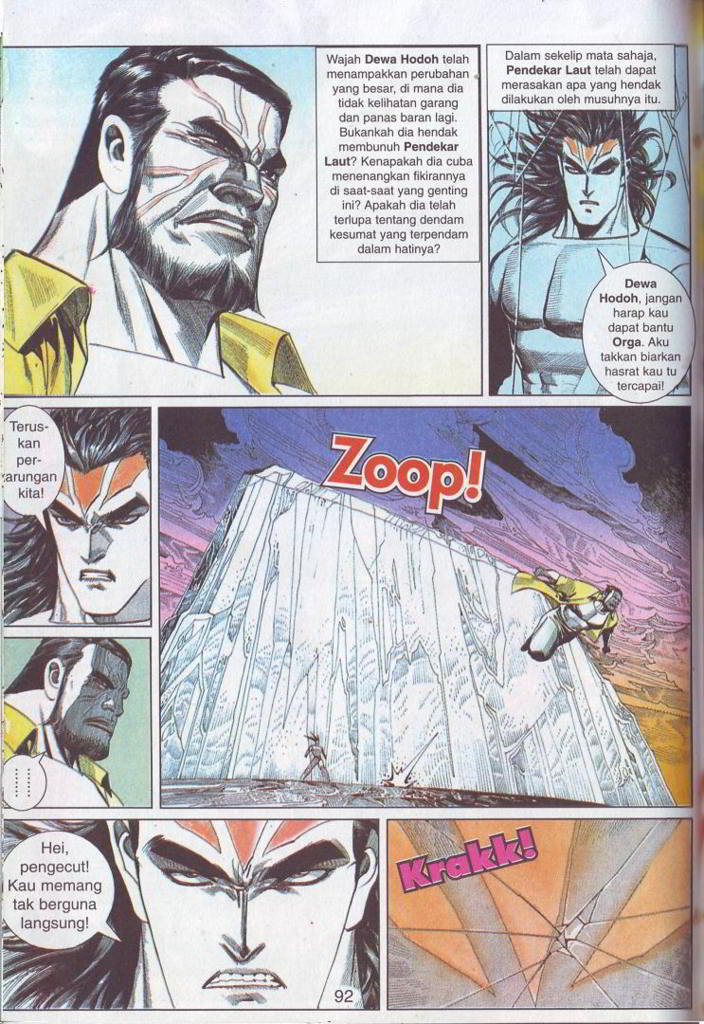 Wajah Dewa Hodoh telah
menampakkan perubahan
yang besar, di mana dia
tidak kelihatan garang
dan panas baran lagi.
Bukankah dia hendak
membunuh Pendekar
Laut? Kenapakah dia cuba
menenangkan fikirannya
di saat-saat yang genting
ini? Apakah dia telah
terlupa tentang dendam
kesumat yang terpendam
dalam hatinya?
Dalam sekelip mata sahaja,
Pendekar Laut telah dapat
merasakan apa yang hendak
dilakukan oleh musuhnya itu.
Dewa
Hodoh, jangan
harap kau
dapat bantu
Orga. Aku
takkan biarkan
hasrat kau tu
tercapai!
Terus-
kan
per-
arungan
kita!
Zoop!
Hei,
pengecut!
Kau memang
tak berguna
langsung!
Krakk!
92